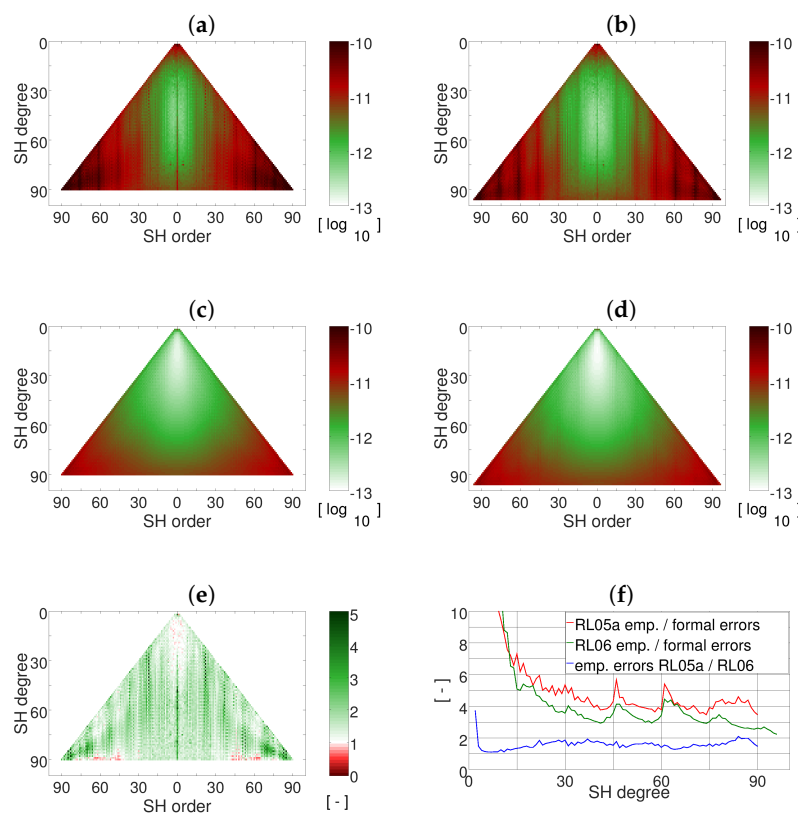 (a)
0
30
60
90
SH degree
90 60 30 0 30 60 90
SH order
-10
-11
-12
-13
[ log 10 ]
(b)
0
30
60
90
SH degree
90 60 30 0 30 60 90
SH order
-10
-11
-12
-13
[ log 10 ]
(c)
0
30
60
90
SH degree
90 60 30 0 30 60 90
SH order
-10
-11
-12
-13
[ log 10 ]
(d)
0
30
60
90
SH degree
90 60 30 0 30 60 90
SH order
-10
-11
-12
-13
[ log 10 ]
(e)
0
30
60
90
SH degree
90 60 30 0 30 60 90
SH order
5
4
3
2
1
0
[ - ]
(f)
10
8
6
4
2
0
[ - ]
RL05a emp. / formal errors
RL06 emp. / formal errors
emp. errors RL05a / RL06
0 30 60 90
SH degree